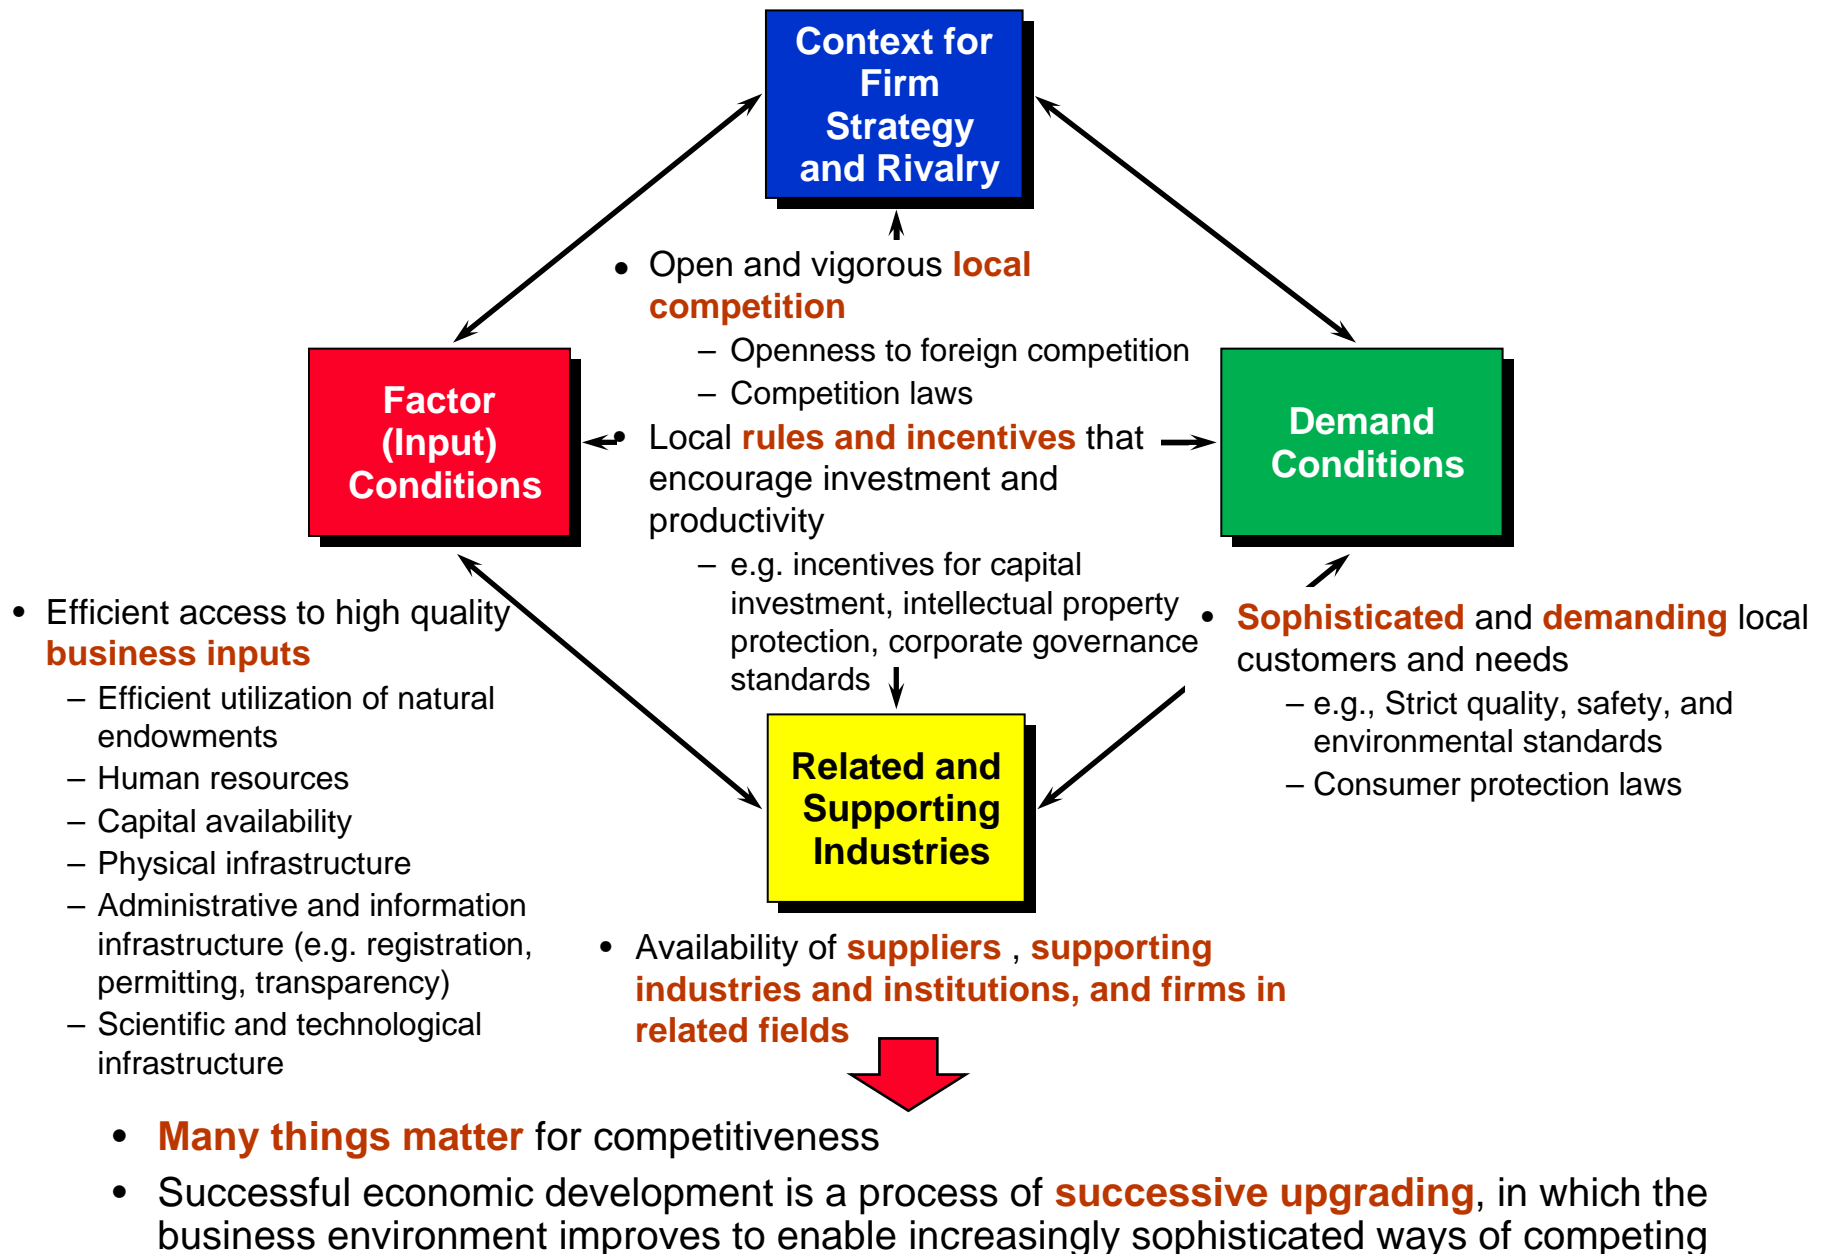 Context for
Firm
Strategy
and Rivalry
• Open and vigorous local
competition
– Openness to foreign competition
– Competition laws
• Local rules and incentives that
encourage investment and
productivity
– e.g. incentives for capital
investment, intellectual property
protection, corporate governance
standards
Factor
(Input)
Conditions
Demand
Conditions
• Efficient access to high quality
business inputs
– Efficient utilization of natural
endowments
– Human resources
– Capital availability
– Physical infrastructure
– Administrative and information
infrastructure (e.g. registration,
permitting, transparency)
– Scientific and technological
infrastructure
• Sophisticated and demanding local
customers and needs
– e.g., Strict quality, safety, and
environmental standards
– Consumer protection laws
Related and
Supporting
Industries
• Availability of suppliers , supporting
industries and institutions, and firms in
related fields
• Many things matter for competitiveness
• Successful economic development is a process of successive upgrading, in which the
business environment improves to enable increasingly sophisticated ways of competing